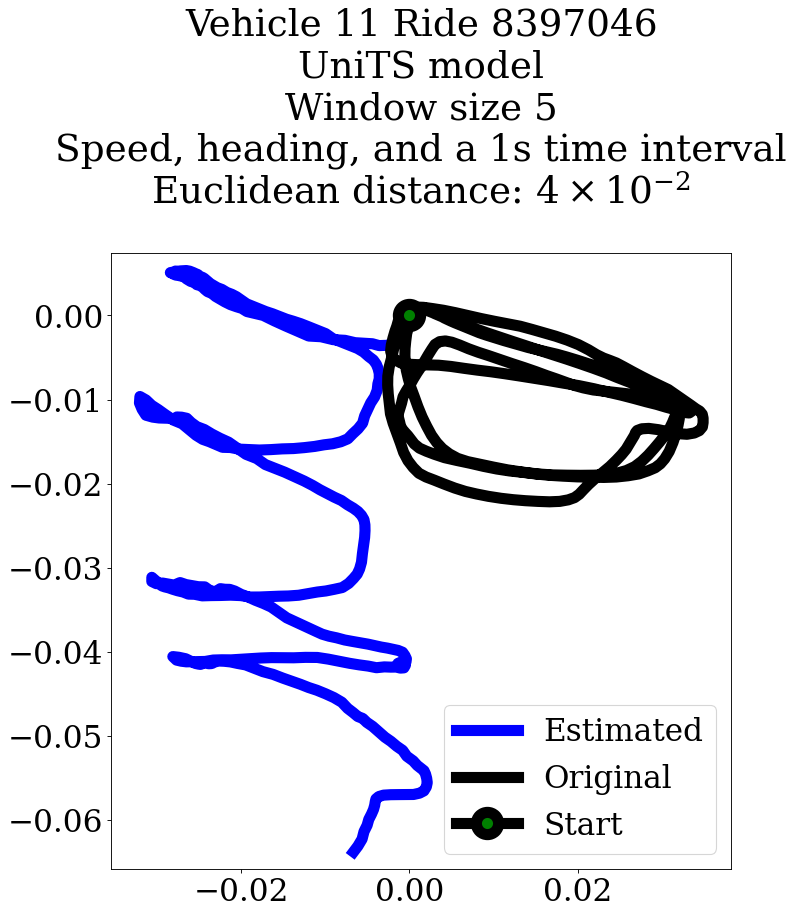 Vehicle 11 Ride 8397046
UniTS model
Window size 5
Speed, heading, and a 1s time interval
Euclidean distance: 4 × 10⁻²
0.00
−0.01
−0.02
−0.03
−0.04
−0.05
−0.06
Estimated
Original
Start
−0.02
0.00
0.02